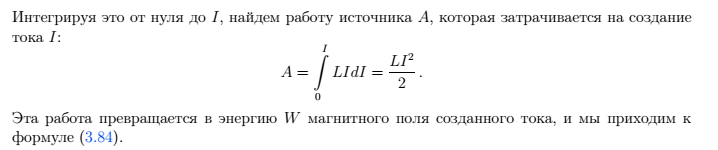 Интегрируя это от нуля до I, найдем работу источника A, которая затрачивается на создание
тока I:
A = ∫₀ᴵ LIdI = LI²/2 .
Эта работа превращается в энергию W магнитного поля созданного тока, и мы приходим к
формуле (3.84).